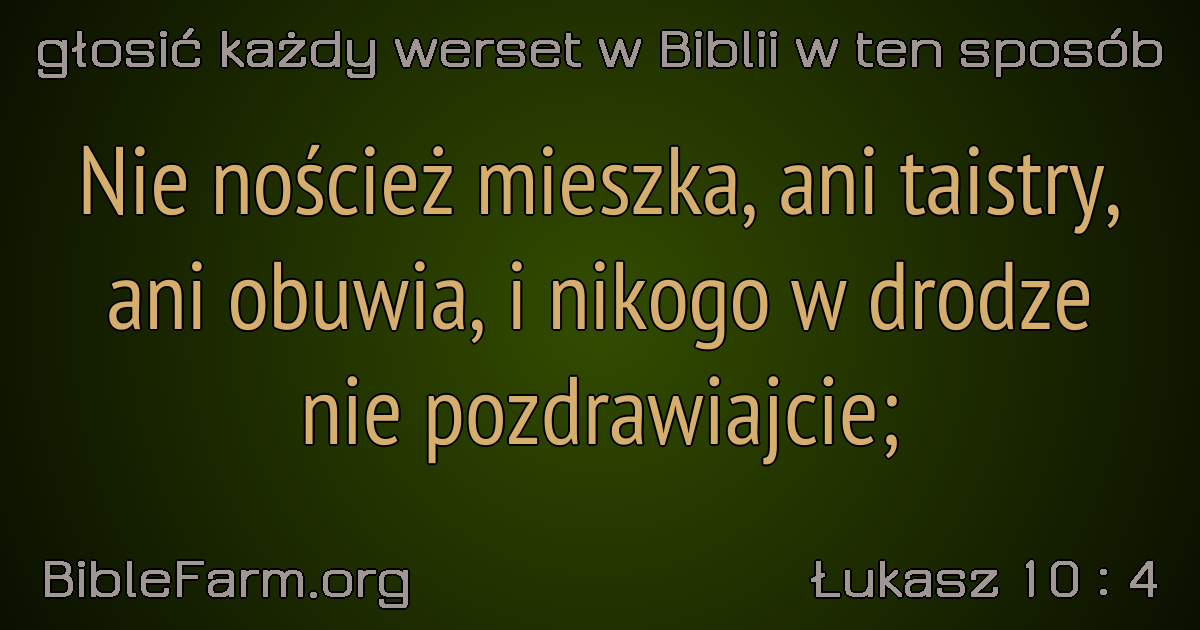 głosić każdy werset w Biblii w ten sposób
Nie noścież mieszka, ani taistry,
ani obuwia, i nikogo w drodze
nie pozdrawiajcie;
BibleFarm.org
Łukasz 10 : 4